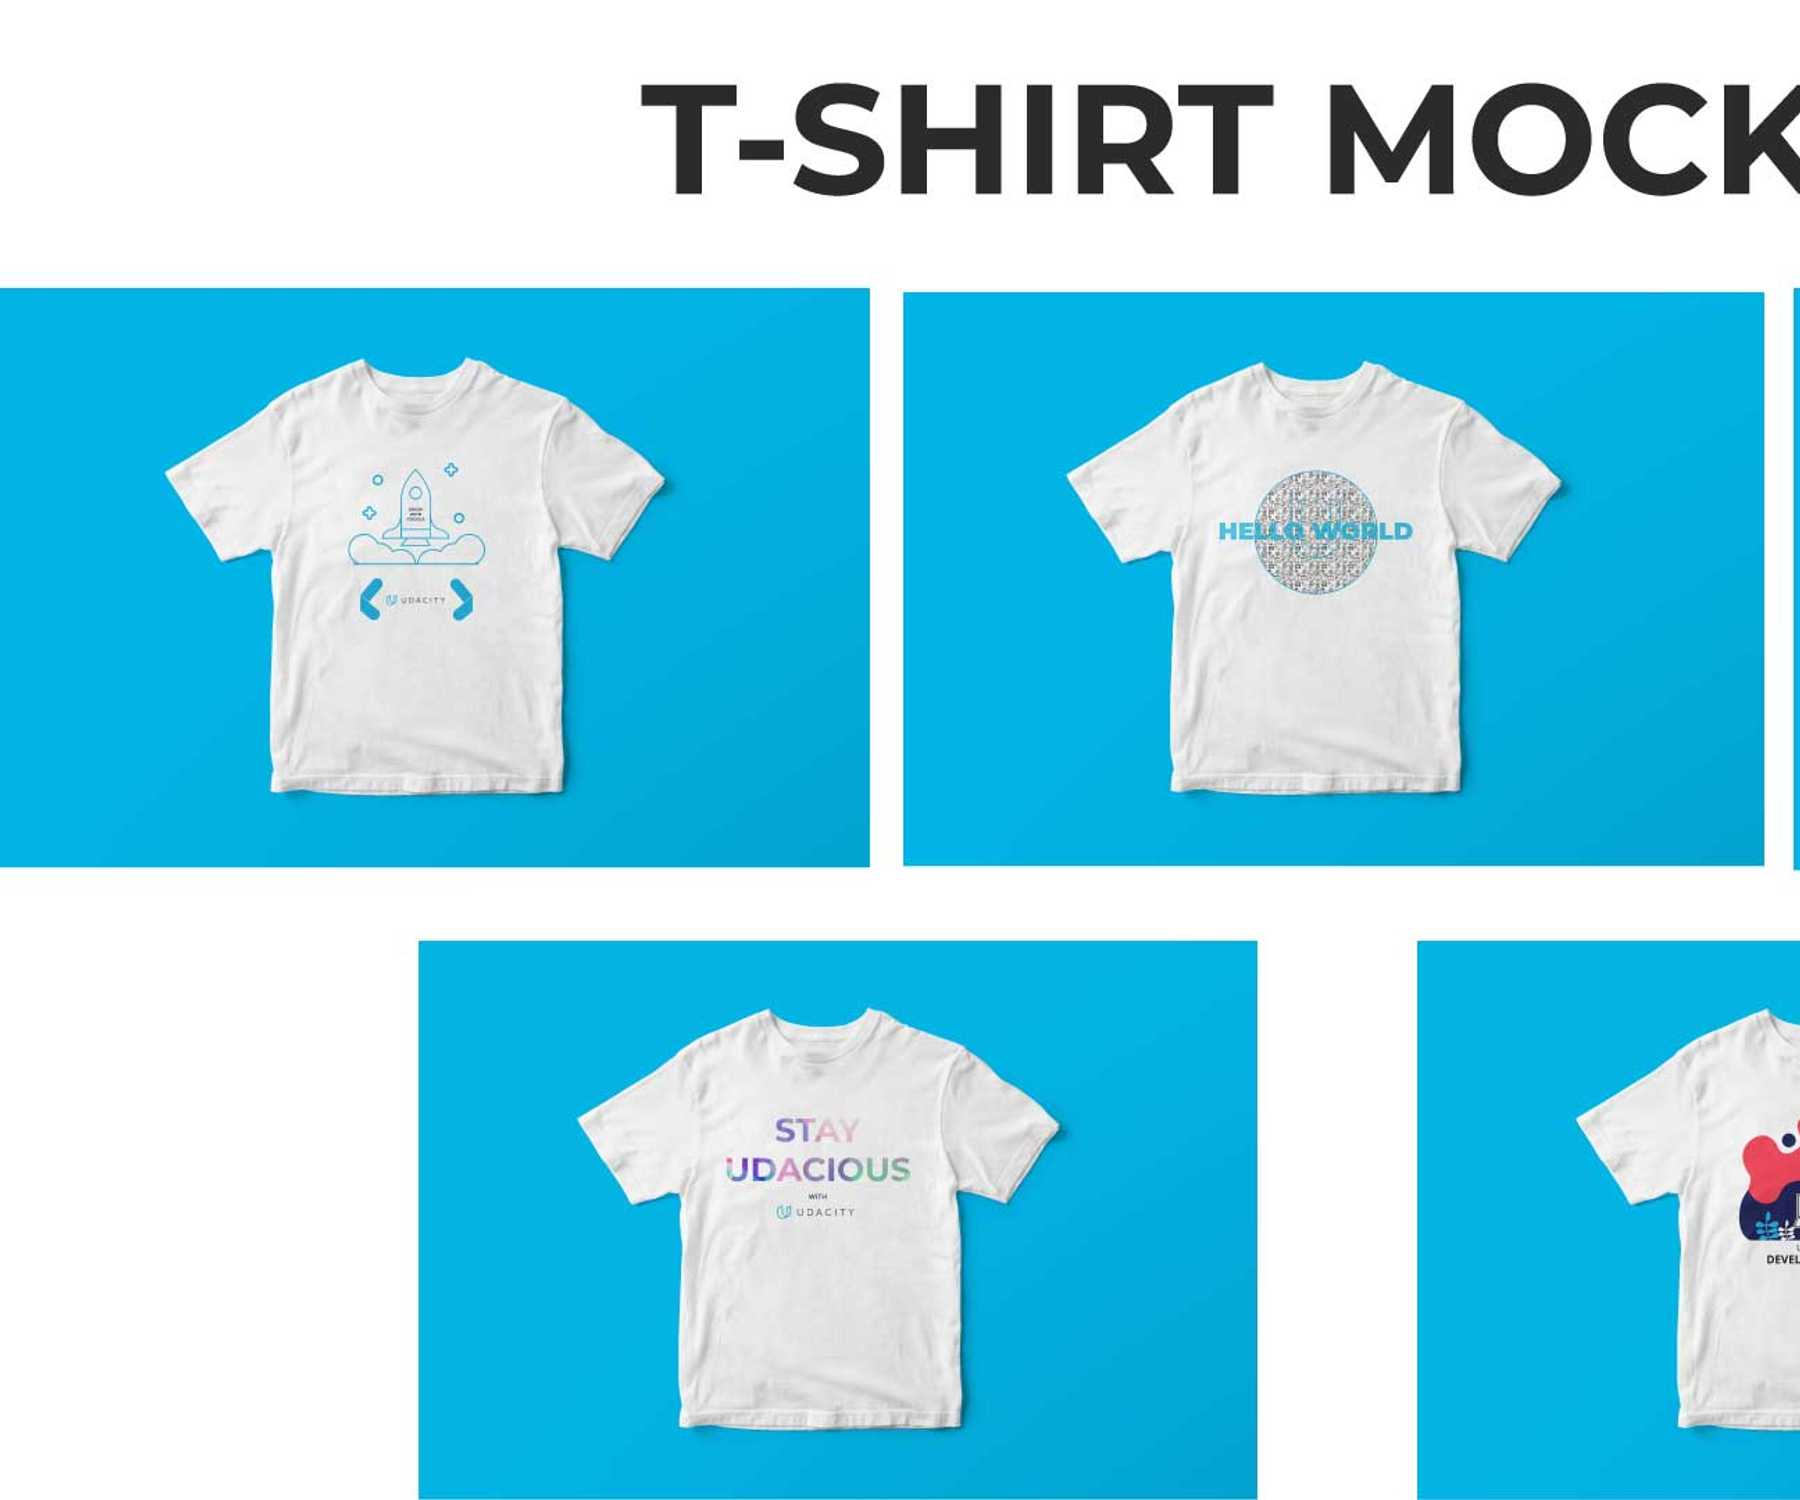 T-SHIRT MOCK
UDACITY
HELLO WORLD
STAY
UDACIOUS
WITH
UDACITY
DEVEL